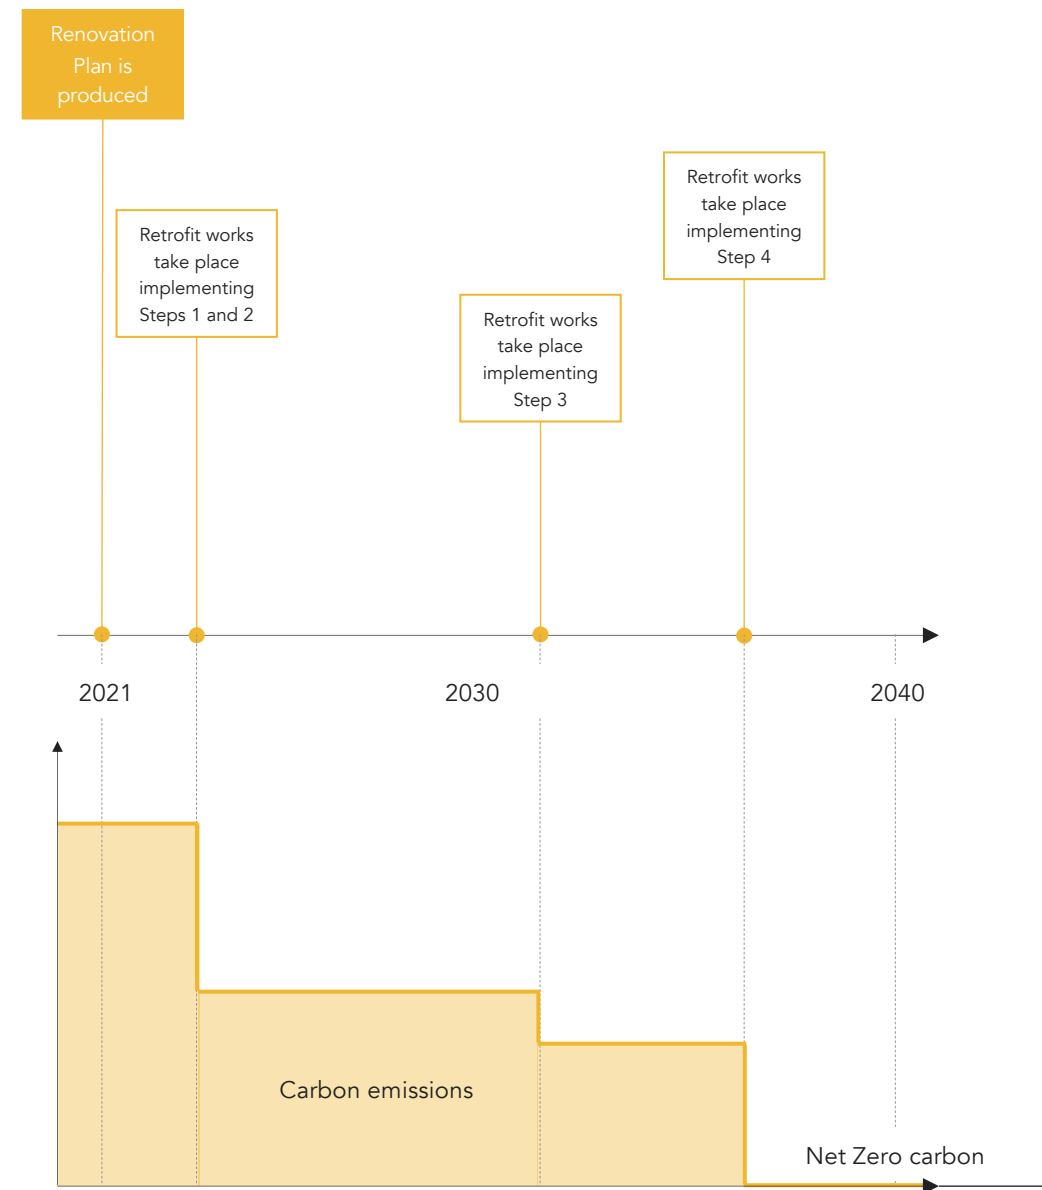 Renovation
Plan is
produced
Retrofit works
take place
implementing
Steps 1 and 2
Retrofit works
take place
implementing
Step 3
Retrofit works
take place
implementing
Step 4
2021
2030
2040
Carbon emissions
Net Zero carbon